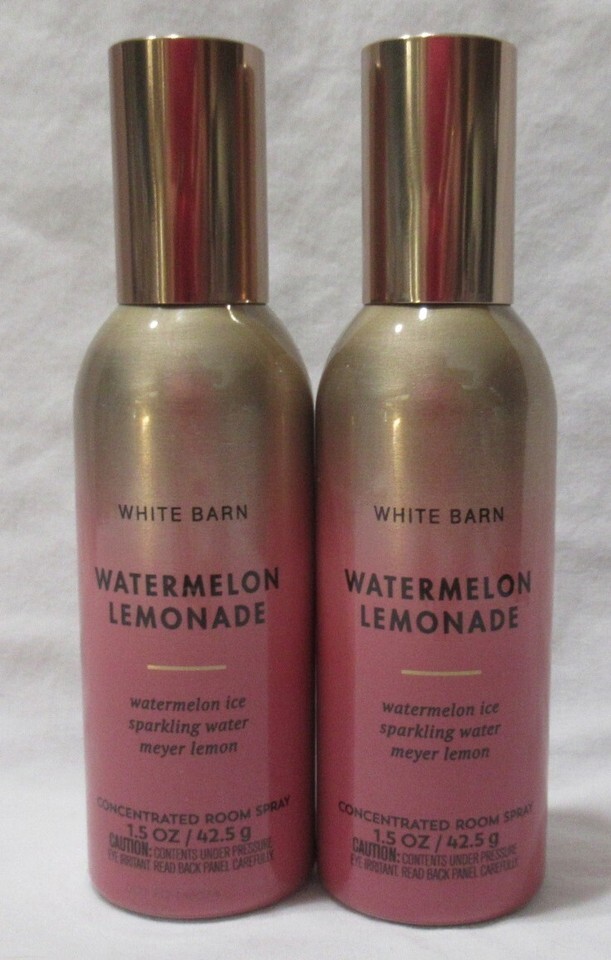 WHITE BARN
WATERMELON
LEMONADE
watermelon ice
sparkling water
meyer lemon
CONCENTRATED ROOM SPRAY
1.5 OZ / 42.5 g
CAUTION: CONTENTS UNDER PRESSURE.
EYE IRRITANT. READ BACK PANEL CAREFULLY.
WHITE BARN
WATERMELON
LEMONADE
watermelon ice
sparkling water
meyer lemon
CONCENTRATED ROOM SPRAY
1.5 OZ / 42.5 g
CAUTION: CONTENTS UNDER PRESSURE.
EYE IRRITANT. READ BACK PANEL CAREFULLY.